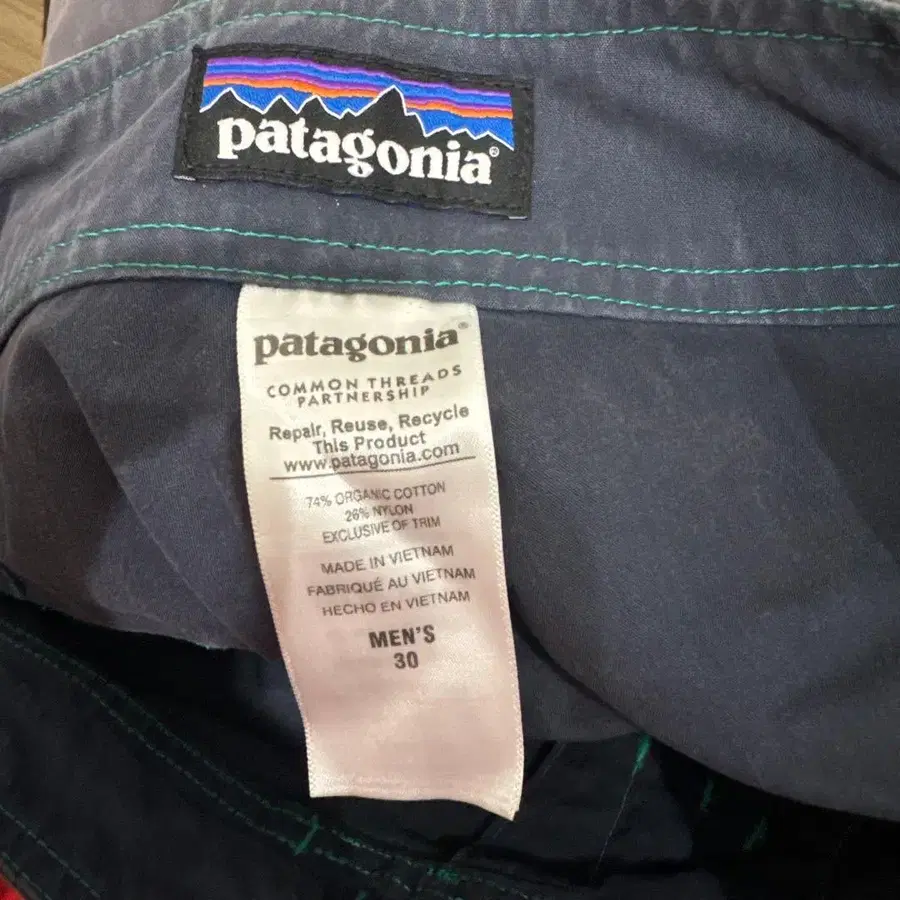 patagonia®
patagonia®
COMMON THREADS
PARTNERSHIP
Repair, Reuse, Recycle
This Product
www.patagonia.com
74% ORGANIC COTTON
26% NYLON
EXCLUSIVE OF TRIM
MADE IN VIETNAM
FABRIQUÉ AU VIETNAM
HECHO EN VIETNAM
MEN'S
30